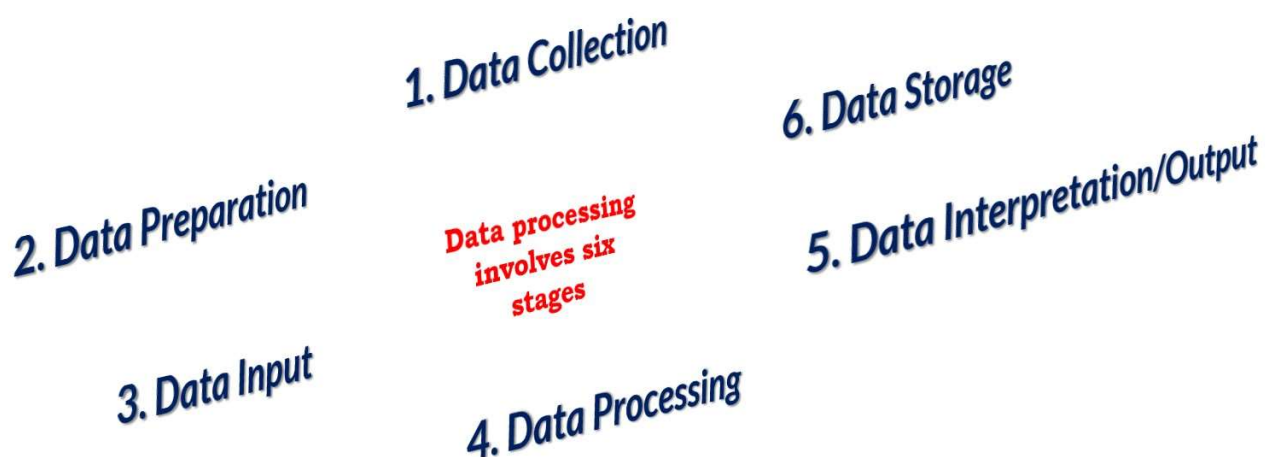 1. Data Collection
6. Data Storage
2. Data Preparation
Data processing
involves six
stages
5. Data Interpretation/Output
3. Data Input
4. Data Processing